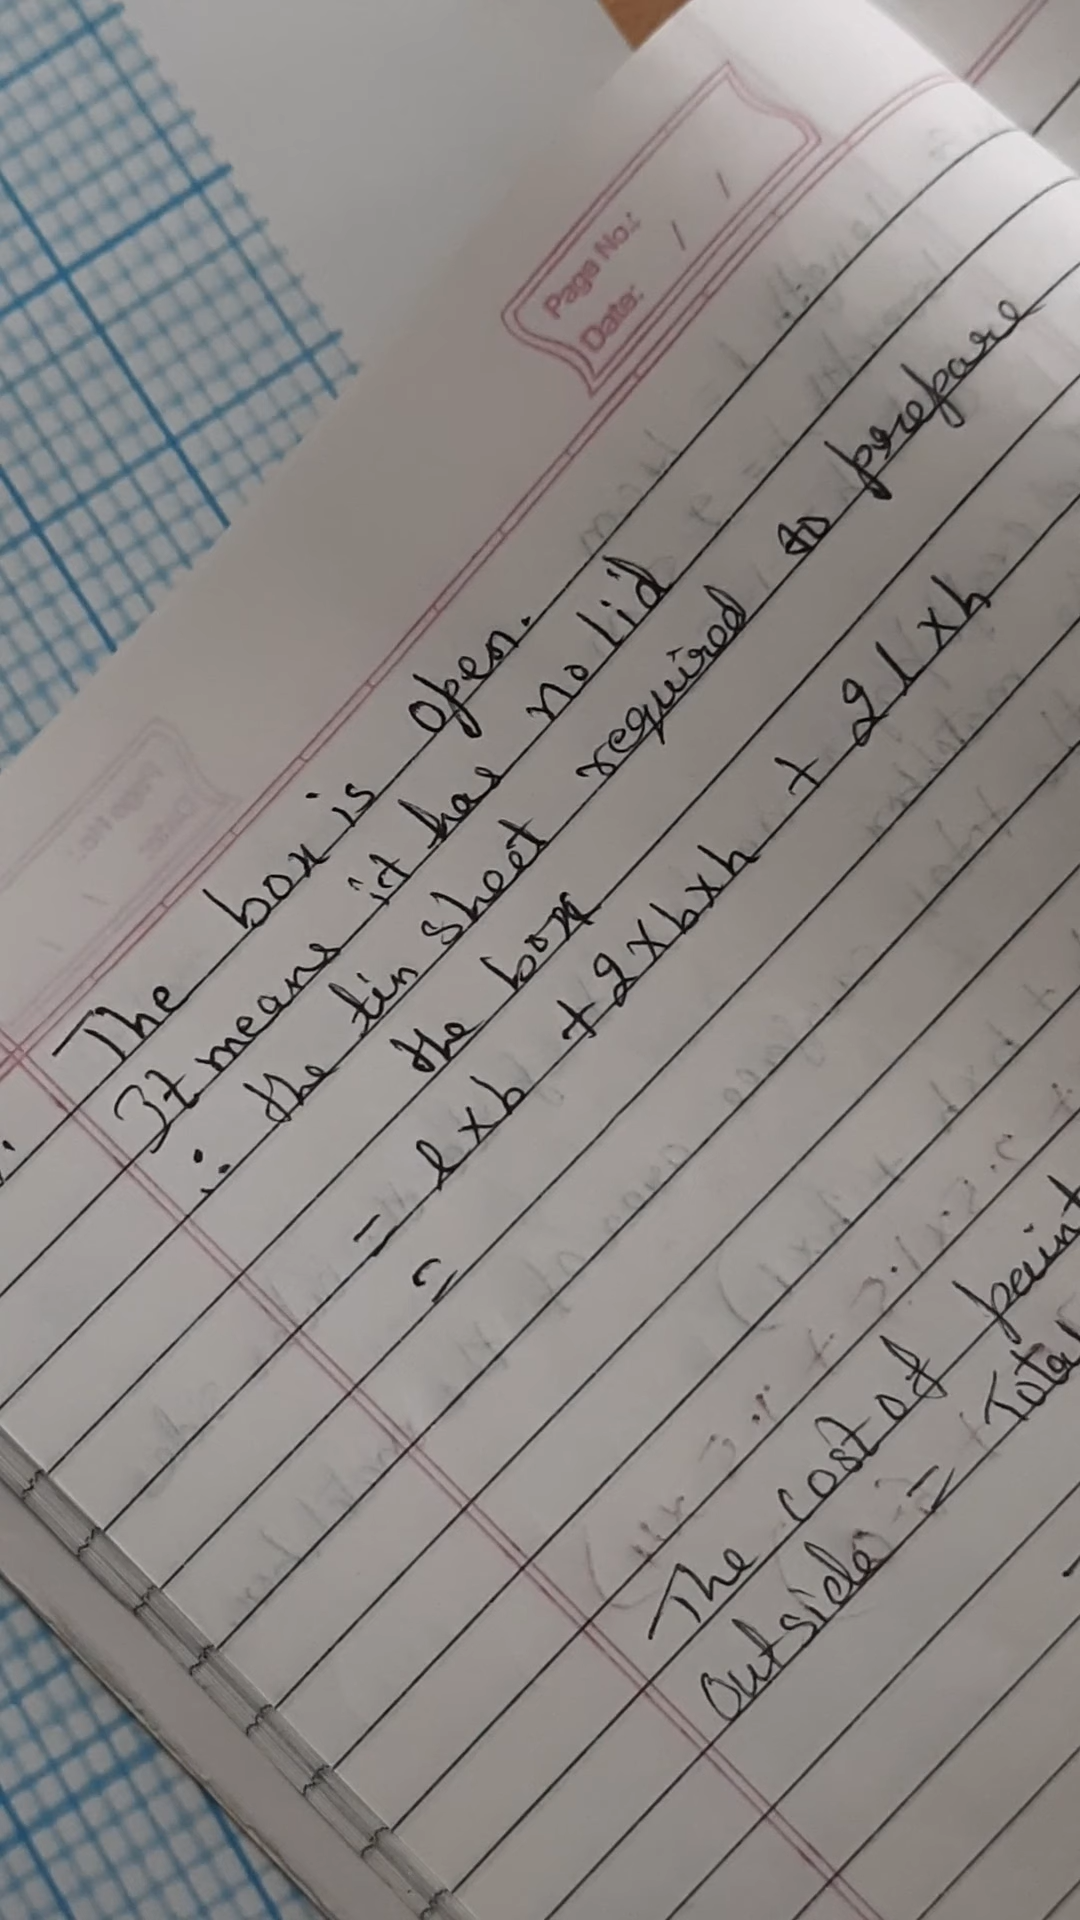 Page No.:
Date: / /
The box is open.
It means it has no lid
∴ the tin sheet required to prepare
the box
= l×b + 2×b×h + 2l×h
=
The cost of paint
outside = Total